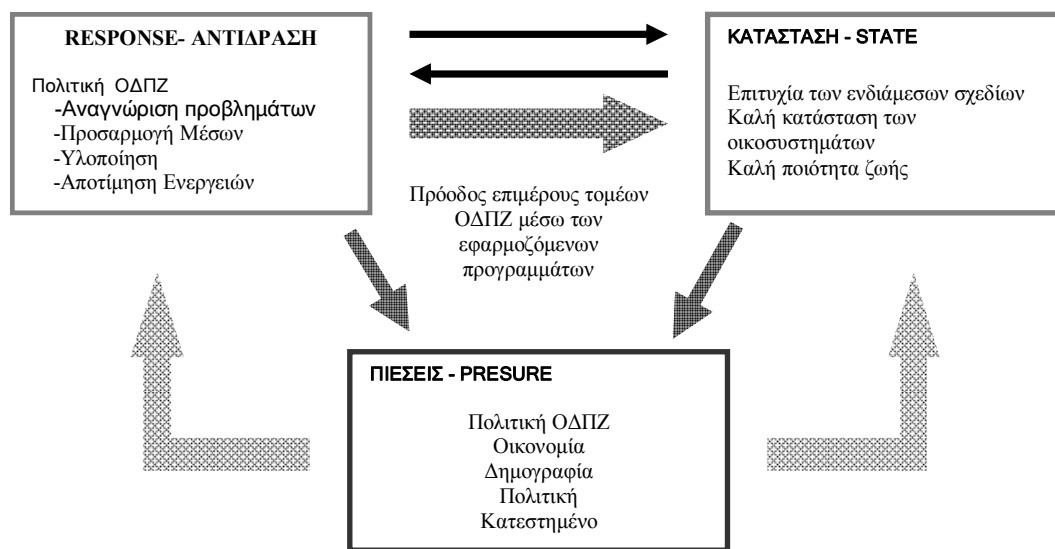 RESPONSE- ΑΝΤΙΔΡΑΣΗ
Πολιτική ΟΔΠΖ
-Αναγνώριση προβλημάτων
-Προσαρμογή Μέσων
-Υλοποίηση
-Αποτίμηση Ενεργειών
ΚΑΤΑΣΤΑΣΗ - STATE
Επιτυχία των ενδιάμεσων σχεδίων
Καλή κατάσταση των
οικοσυστημάτων
Καλή ποιότητα ζωής
Πρόοδος επιμέρους τομέων
ΟΔΠΖ μέσω των
εφαρμοζόμενων
προγραμμάτων
ΠΙΕΣΕΙΣ - PRESURE
Πολιτική ΟΔΠΖ
Οικονομία
Δημογραφία
Πολιτική
Κατεστημένο